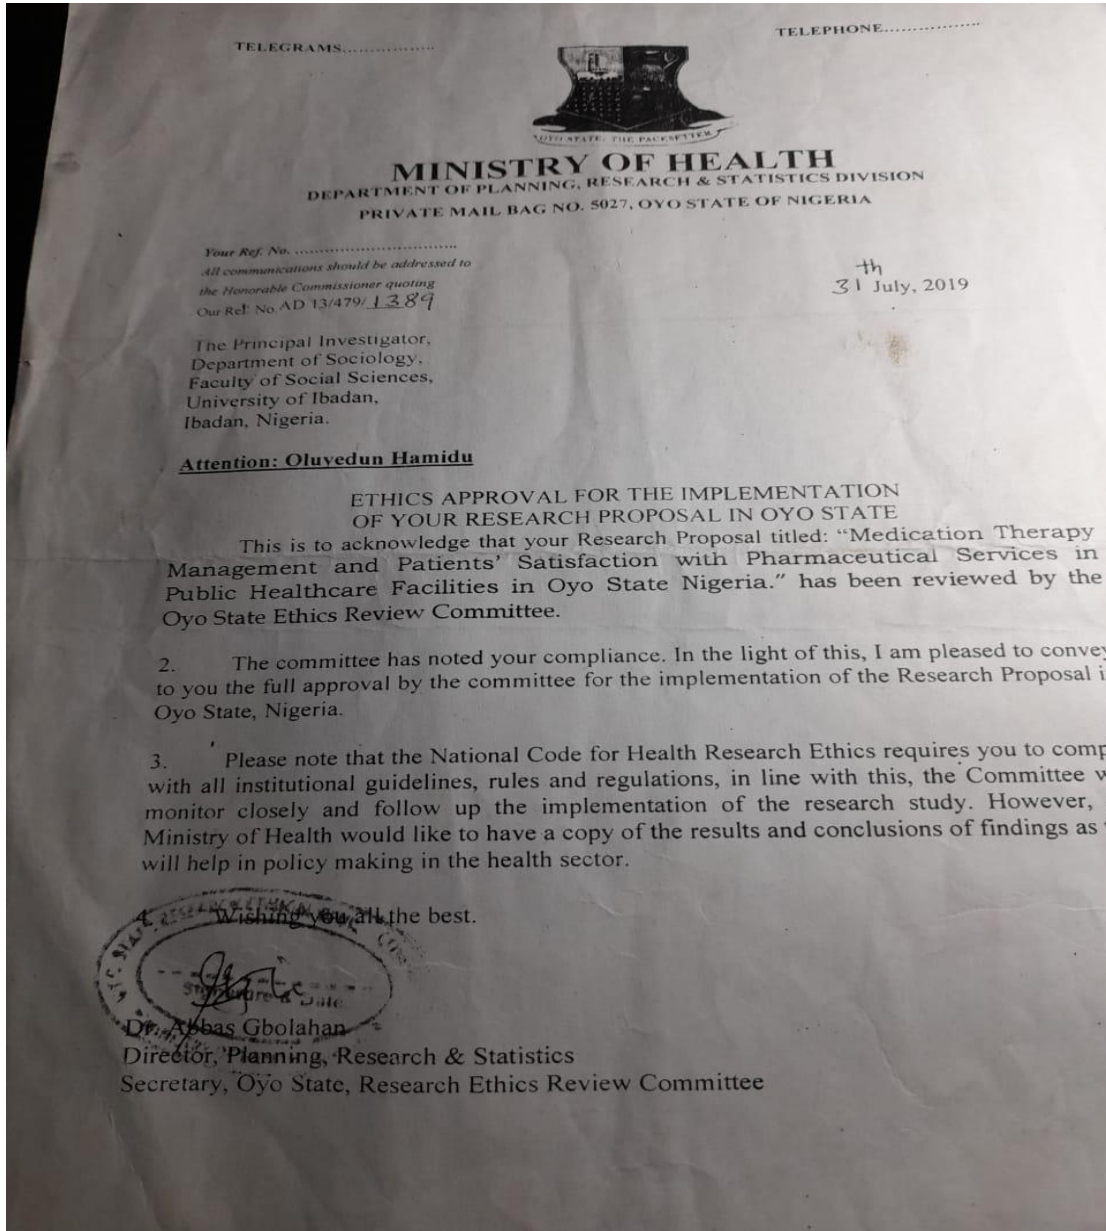 TELEGRAMS................
TELEPHONE.................
OYO STATE, THE PACESETTER
MINISTRY OF HEALTH
DEPARTMENT OF PLANNING, RESEARCH & STATISTICS DIVISION
PRIVATE MAIL BAG NO. 5027, OYO STATE OF NIGERIA
Your Ref. No. ................................
All communications should be addressed to
the Honorable Commissioner quoting
Our Ref: No. AD 13/479/ 1389
31th July, 2019
The Principal Investigator,
Department of Sociology,
Faculty of Social Sciences,
University of Ibadan,
Ibadan, Nigeria.
Attention: Oluyedun Hamidu
ETHICS APPROVAL FOR THE IMPLEMENTATION
OF YOUR RESEARCH PROPOSAL IN OYO STATE
This is to acknowledge that your Research Proposal titled: "Medication Therapy
Management and Patients' Satisfaction with Pharmaceutical Services in
Public Healthcare Facilities in Oyo State Nigeria." has been reviewed by the
Oyo State Ethics Review Committee.
2. The committee has noted your compliance. In the light of this, I am pleased to convey
to you the full approval by the committee for the implementation of the Research Proposal i
Oyo State, Nigeria.
3. Please note that the National Code for Health Research Ethics requires you to comp
with all institutional guidelines, rules and regulations, in line with this, the Committee w
monitor closely and follow up the implementation of the research study. However,
Ministry of Health would like to have a copy of the results and conclusions of findings as
will help in policy making in the health sector.
4. Wishing you all the best.
Signature & Date
Dr. Abbas Gbolahan
Director, Planning, Research & Statistics
Secretary, Oyo State, Research Ethics Review Committee